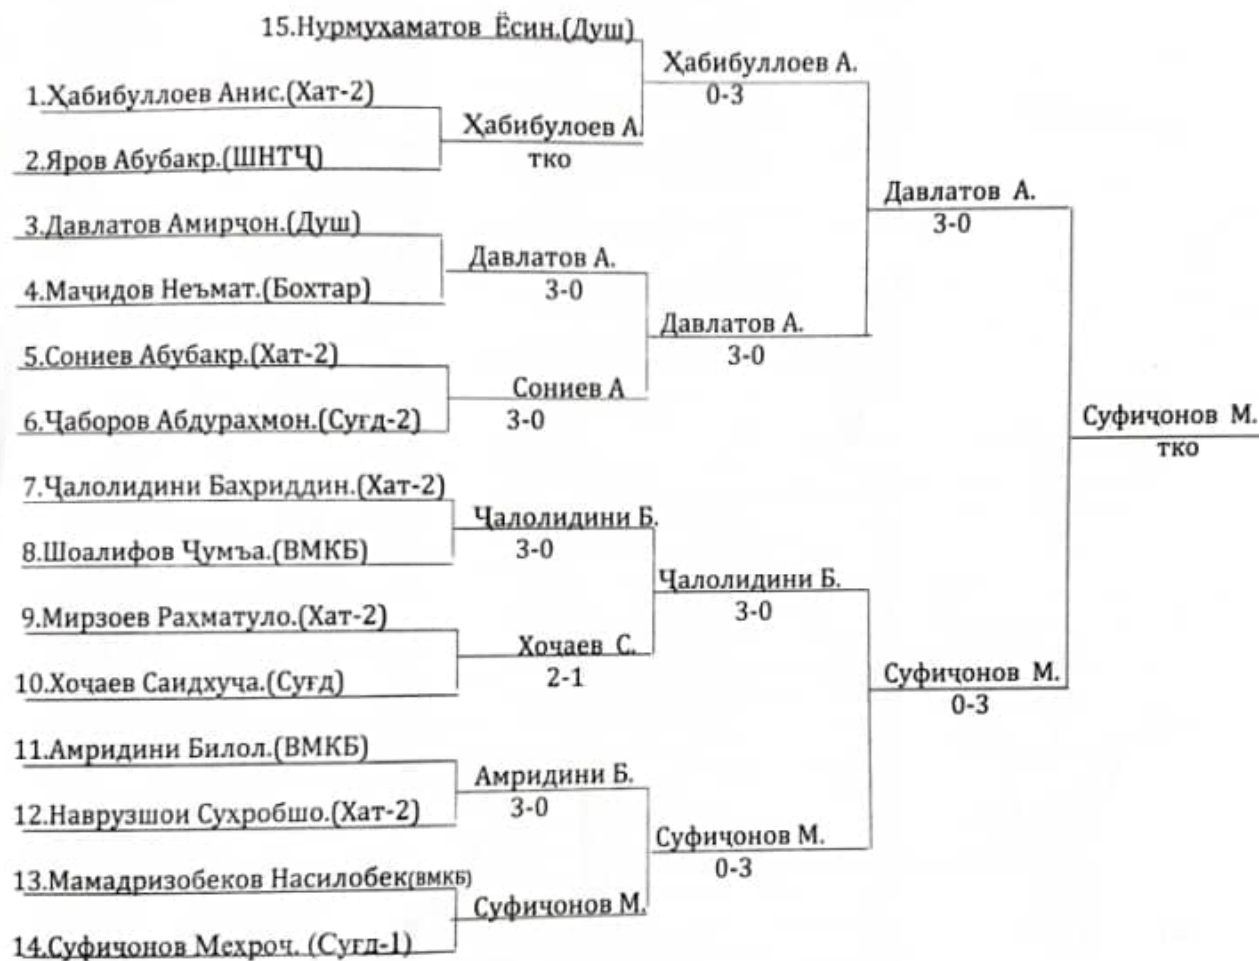 15.Нурмухаматов Ёсин.(Душ)
Ҳабибуллоев А.
0-3
1.Ҳабибуллоев Анис.(Хат-2)
Ҳабибулоев А
тко
2.Яров Абубакр.(ШНТҶ)
Давлатов А.
3-0
3.Давлатов Амирҷон.(Душ)
Давлатов А.
3-0
4.Маҷидов Неъмат.(Бохтар)
Давлатов А.
3-0
5.Сониев Абубакр.(Хат-2)
Сониев А
3-0
6.Ҷаборов Абдураҳмон.(Суғд-2)
Суфиҷонов М.
тко
7.Ҷалолидини Баҳриддин.(Хат-2)
Ҷалолидини Б.
3-0
8.Шоалифов Ҷумъа.(ВМКБ)
Ҷалолидини Б.
3-0
9.Мирзоев Раҳматуло.(Хат-2)
Хоҷаев С.
2-1
10.Хоҷаев Саидхуҷа.(Суғд)
Суфиҷонов М.
0-3
11.Амридини Билол.(ВМКБ)
Амридини Б.
3-0
12.Наврузшои Суҳробшо.(Хат-2)
Суфиҷонов М.
0-3
13.Мамадризобеков Насилобек(ВМКБ)
Суфиҷонов М.
14.Суфиҷонов Меҳроҷ. (Суғд-1)